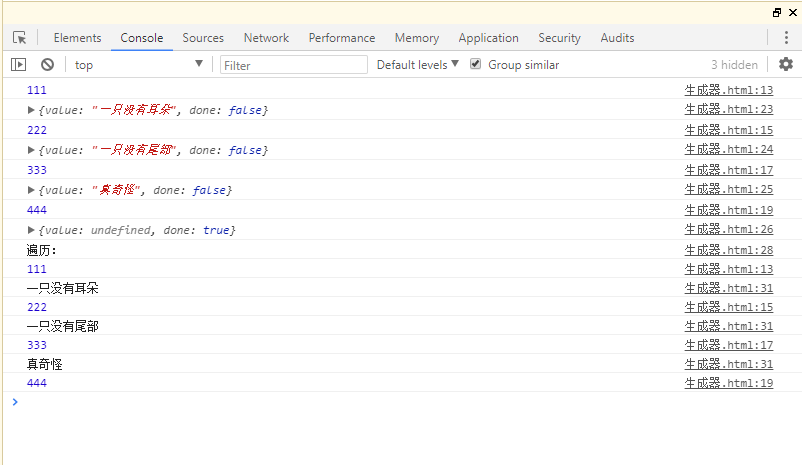 Elements Console Sources Network Performance Memory Application Security Audits
top Filter Default levels Group similar 3 hidden
111 生成器.html:13
{value: "一只没有耳朵", done: false} 生成器.html:23
222 生成器.html:15
{value: "一只没有尾部", done: false} 生成器.html:24
333 生成器.html:17
{value: "真奇怪", done: false} 生成器.html:25
444 生成器.html:19
{value: undefined, done: true} 生成器.html:26
遍历: 生成器.html:28
111 生成器.html:13
一只没有耳朵 生成器.html:31
222 生成器.html:15
一只没有尾部 生成器.html:31
333 生成器.html:17
真奇怪 生成器.html:31
444 生成器.html:19